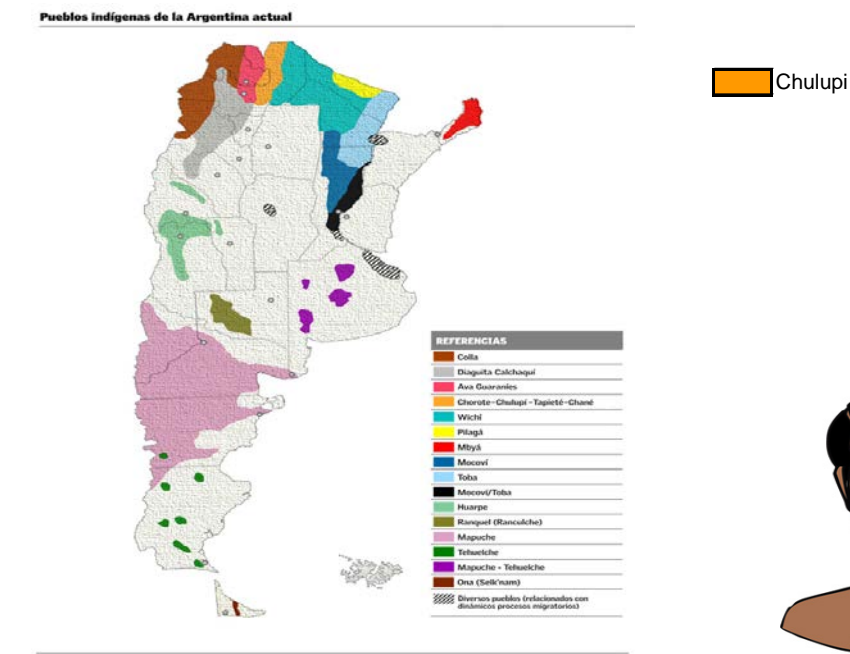 Pueblos indígenas de la Argentina actual
Chulupi
REFERENCIAS
Colla
Diaguita Calchaquí
Ava Guaraníes
Chorote-Chulupí-Tapieté-Chané
Wichí
Pilagá
Mbyá
Mocoví
Toba
Mocoví/Toba
Huarpe
Ranquel (Ranculche)
Mapuche
Tehuelche
Mapuche - Tehuelche
Ona (Selk'nam)
Diversos pueblos (relacionados con
dinámicos procesos migratorios)